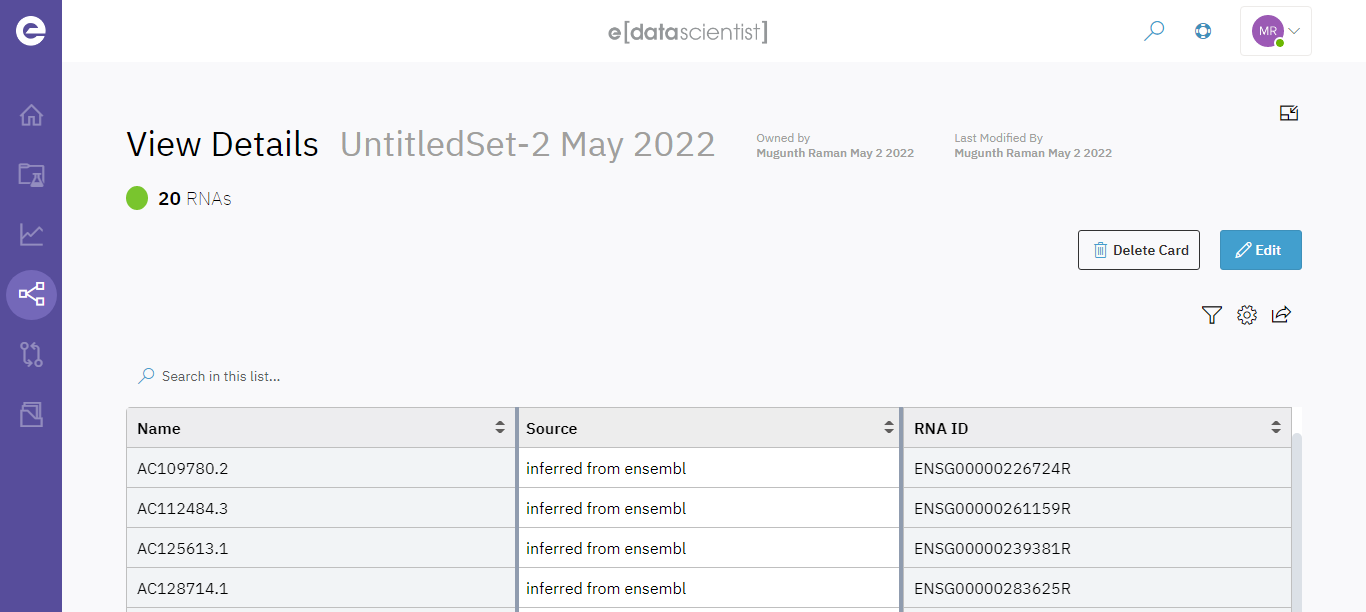 e[datascientist]
MR
View Details UntitledSet-2 May 2022
Owned by
Mugunth Raman May 2 2022
Last Modified By
Mugunth Raman May 2 2022
20 RNAs
Delete Card
Edit
Search in this list...
Name Source RNA ID
AC109780.2 inferred from ensembl ENSG00000226724R
AC112484.3 inferred from ensembl ENSG00000261159R
AC125613.1 inferred from ensembl ENSG00000239381R
AC128714.1 inferred from ensembl ENSG00000283625R